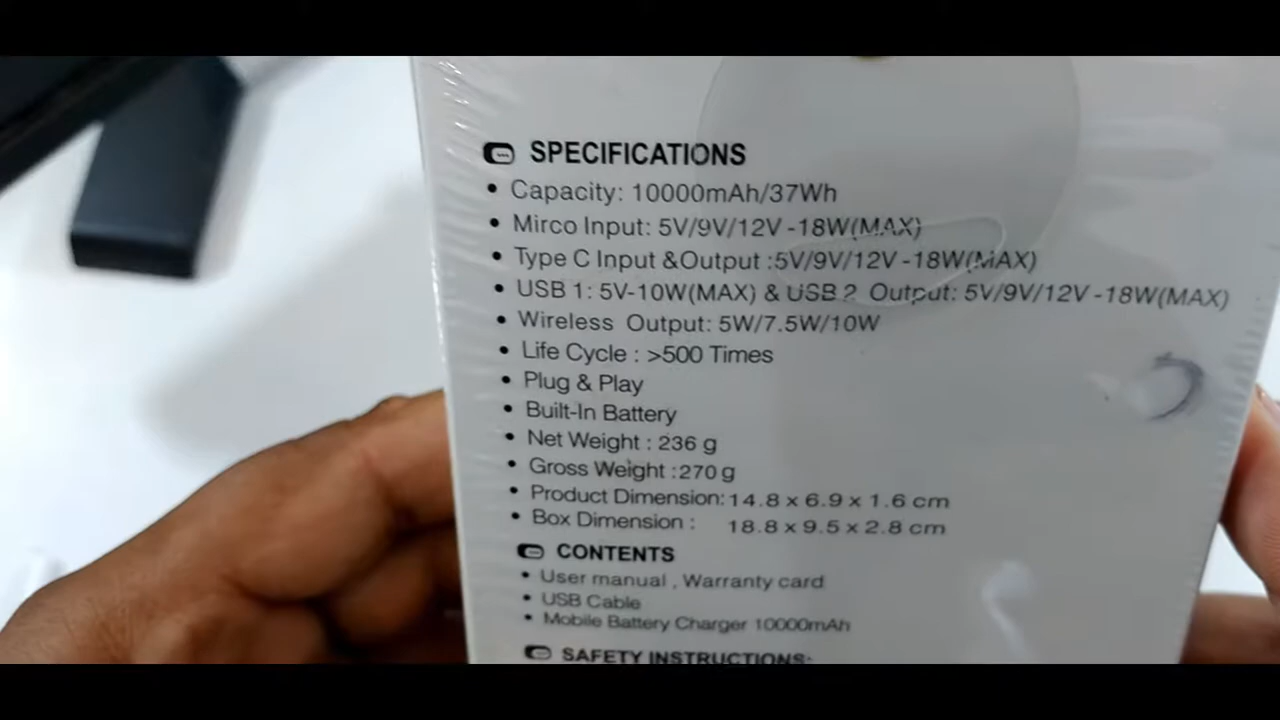 SPECIFICATIONS
• Capacity: 10000mAh/37Wh
• Mirco Input: 5V/9V/12V -18W(MAX)
• Type C Input &Output :5V/9V/12V -18W(MAX)
• USB 1: 5V-10W(MAX) & USB 2 Output: 5V/9V/12V -18W(MAX)
• Wireless Output: 5W/7.5W/10W
• Life Cycle : >500 Times
• Plug & Play
• Built-In Battery
• Net Weight : 236 g
• Gross Weight :270 g
• Product Dimension: 14.8 x 6.9 x 1.6 cm
• Box Dimension : 18.8 x 9.5 x 2.8 cm
CONTENTS
• User manual , Warranty card
• USB Cable
• Mobile Battery Charger 10000mAh
SAFETY INSTRUCTIONS: